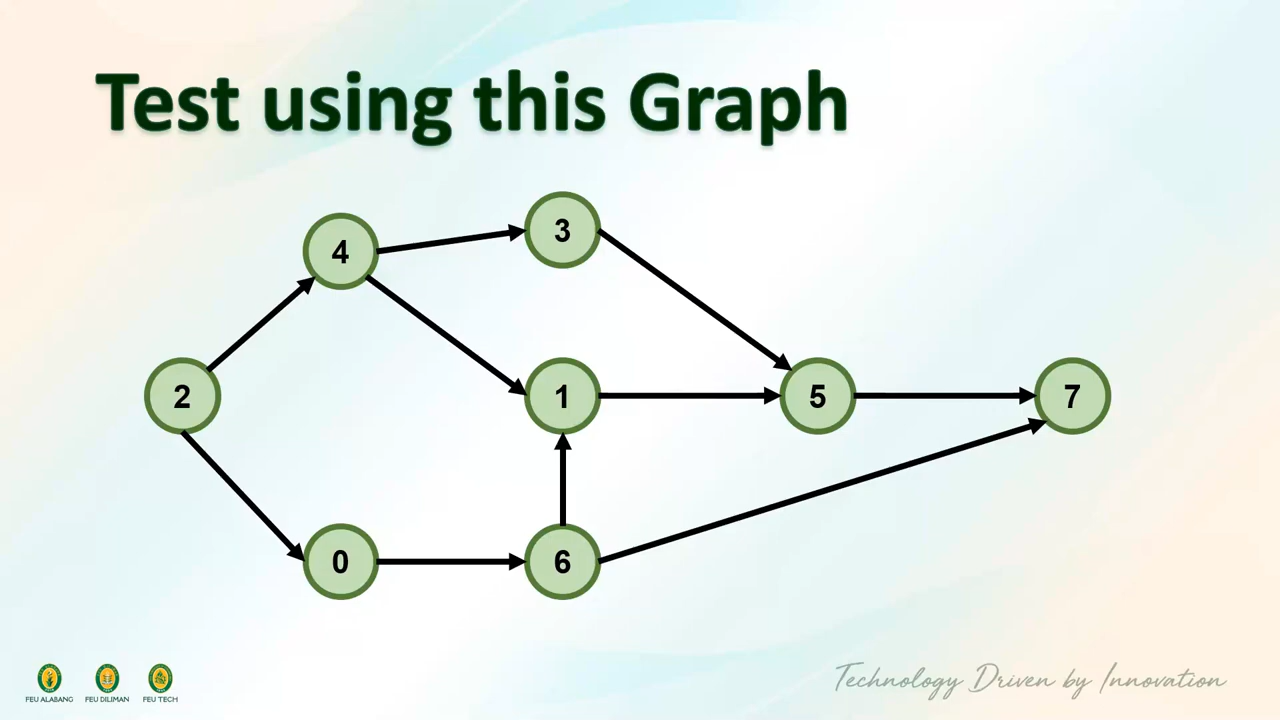 Test using this Graph
3
4
2
1
5
7
0
6
FEU ALABANG
FEU DILIMAN
FEU TECH
Technology Driven by Innovation